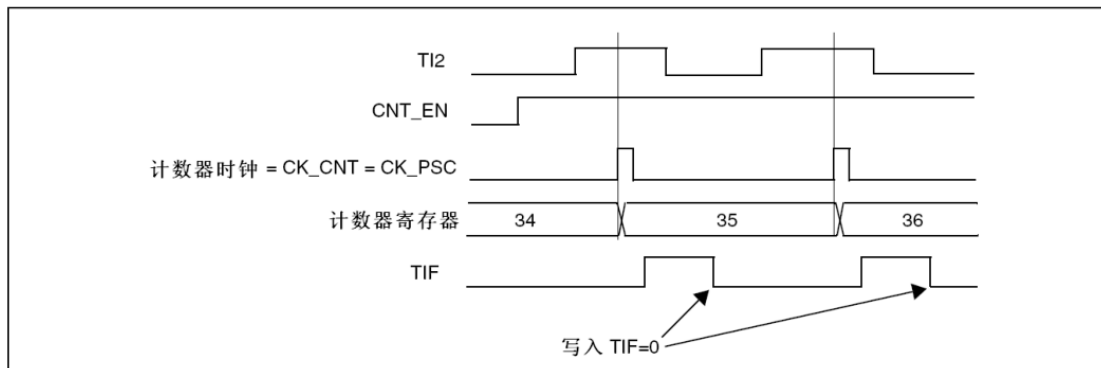 TI2
CNT_EN
计数器时钟 = CK_CNT = CK_PSC
计数器寄存器 34 35 36
TIF
写入 TIF=0